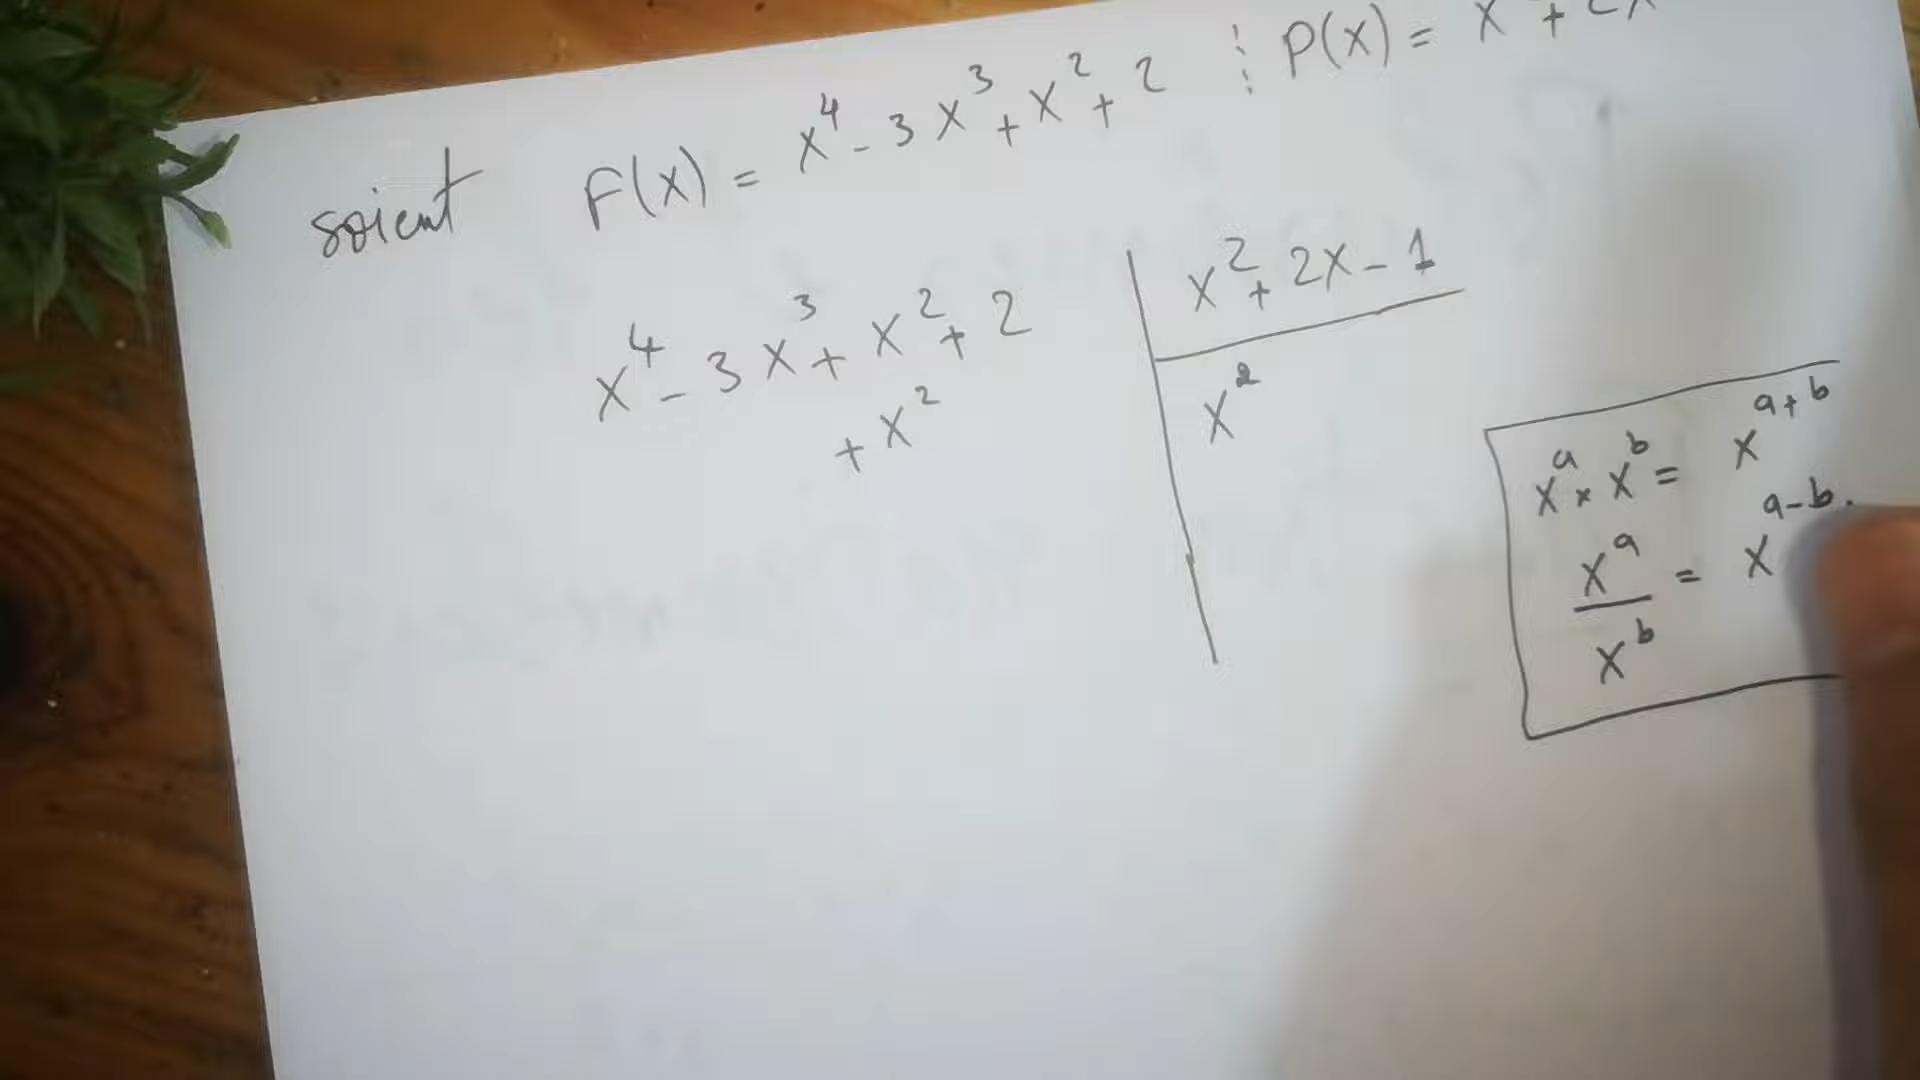 soient F(x) = x⁴ - 3x³ + x² + 2 ⋮ P(x) = x + 2x
x⁴ - 3x³ + x² + 2 | x² + 2x - 1
+ x² | x²
xᵃ × xᵇ = xᵃ⁺ᵇ
xᵃ/xᵇ = xᵃ⁻ᵇ.